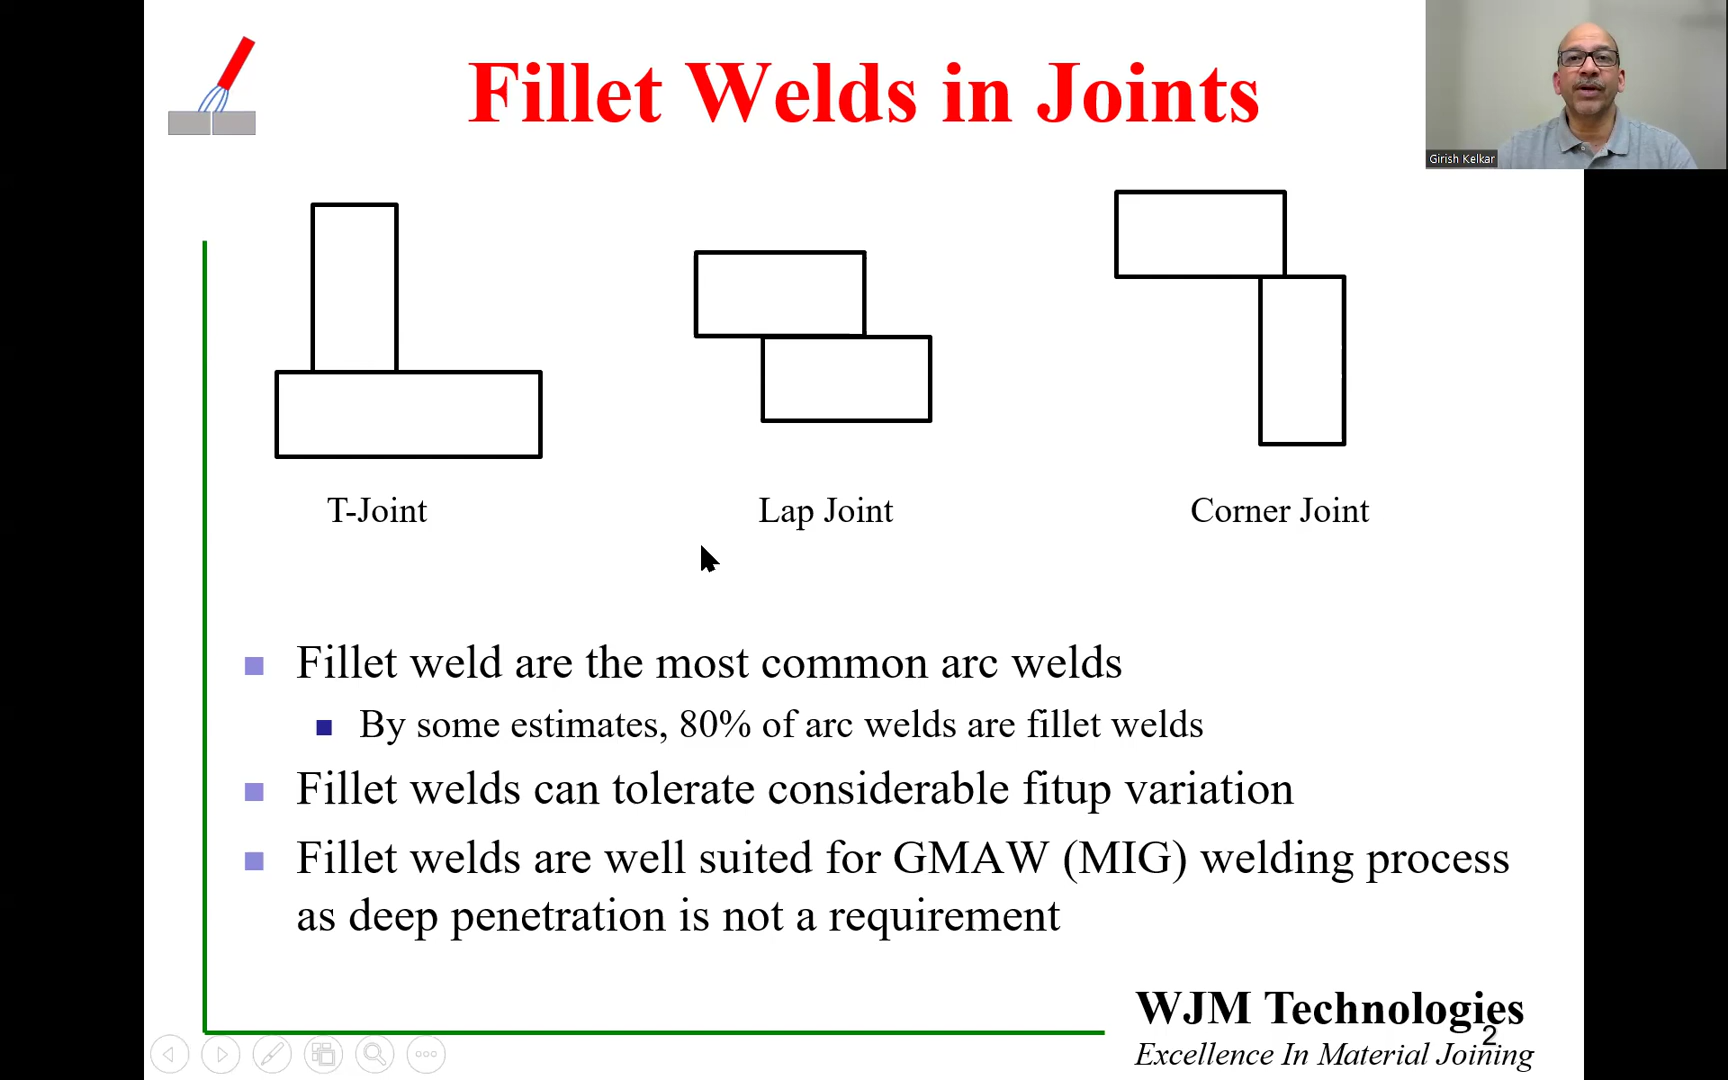 Fillet Welds in Joints
Girish Kelkar
T-Joint
Lap Joint
Corner Joint
Fillet weld are the most common arc welds
By some estimates, 80% of arc welds are fillet welds
Fillet welds can tolerate considerable fitup variation
Fillet welds are well suited for GMAW (MIG) welding process
as deep penetration is not a requirement
WJM Technologies
2
Excellence In Material Joining